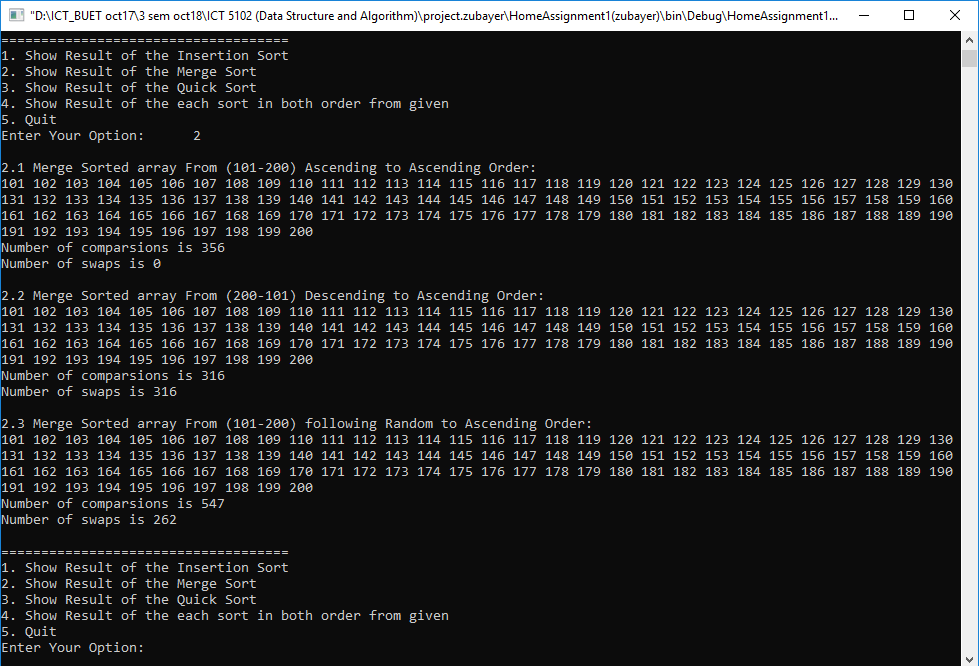 "D:\ICT_BUET oct17\3 sem oct18\ICT 5102 (Data Structure and Algorithm)\project.zubayer\HomeAssignment1(zubayer)\bin\Debug\HomeAssignment1...
====================================
1. Show Result of the Insertion Sort
2. Show Result of the Merge Sort
3. Show Result of the Quick Sort
4. Show Result of the each sort in both order from given
5. Quit
Enter Your Option:      2
2.1 Merge Sorted array From (101-200) Ascending to Ascending Order:
101 102 103 104 105 106 107 108 109 110 111 112 113 114 115 116 117 118 119 120 121 122 123 124 125 126 127 128 129 130
131 132 133 134 135 136 137 138 139 140 141 142 143 144 145 146 147 148 149 150 151 152 153 154 155 156 157 158 159 160
161 162 163 164 165 166 167 168 169 170 171 172 173 174 175 176 177 178 179 180 181 182 183 184 185 186 187 188 189 190
191 192 193 194 195 196 197 198 199 200
Number of comparsions is 356
Number of swaps is 0
2.2 Merge Sorted array From (200-101) Descending to Ascending Order:
101 102 103 104 105 106 107 108 109 110 111 112 113 114 115 116 117 118 119 120 121 122 123 124 125 126 127 128 129 130
131 132 133 134 135 136 137 138 139 140 141 142 143 144 145 146 147 148 149 150 151 152 153 154 155 156 157 158 159 160
161 162 163 164 165 166 167 168 169 170 171 172 173 174 175 176 177 178 179 180 181 182 183 184 185 186 187 188 189 190
191 192 193 194 195 196 197 198 199 200
Number of comparsions is 316
Number of swaps is 316
2.3 Merge Sorted array From (101-200) following Random to Ascending Order:
101 102 103 104 105 106 107 108 109 110 111 112 113 114 115 116 117 118 119 120 121 122 123 124 125 126 127 128 129 130
131 132 133 134 135 136 137 138 139 140 141 142 143 144 145 146 147 148 149 150 151 152 153 154 155 156 157 158 159 160
161 162 163 164 165 166 167 168 169 170 171 172 173 174 175 176 177 178 179 180 181 182 183 184 185 186 187 188 189 190
191 192 193 194 195 196 197 198 199 200
Number of comparsions is 547
Number of swaps is 262
====================================
1. Show Result of the Insertion Sort
2. Show Result of the Merge Sort
3. Show Result of the Quick Sort
4. Show Result of the each sort in both order from given
5. Quit
Enter Your Option: